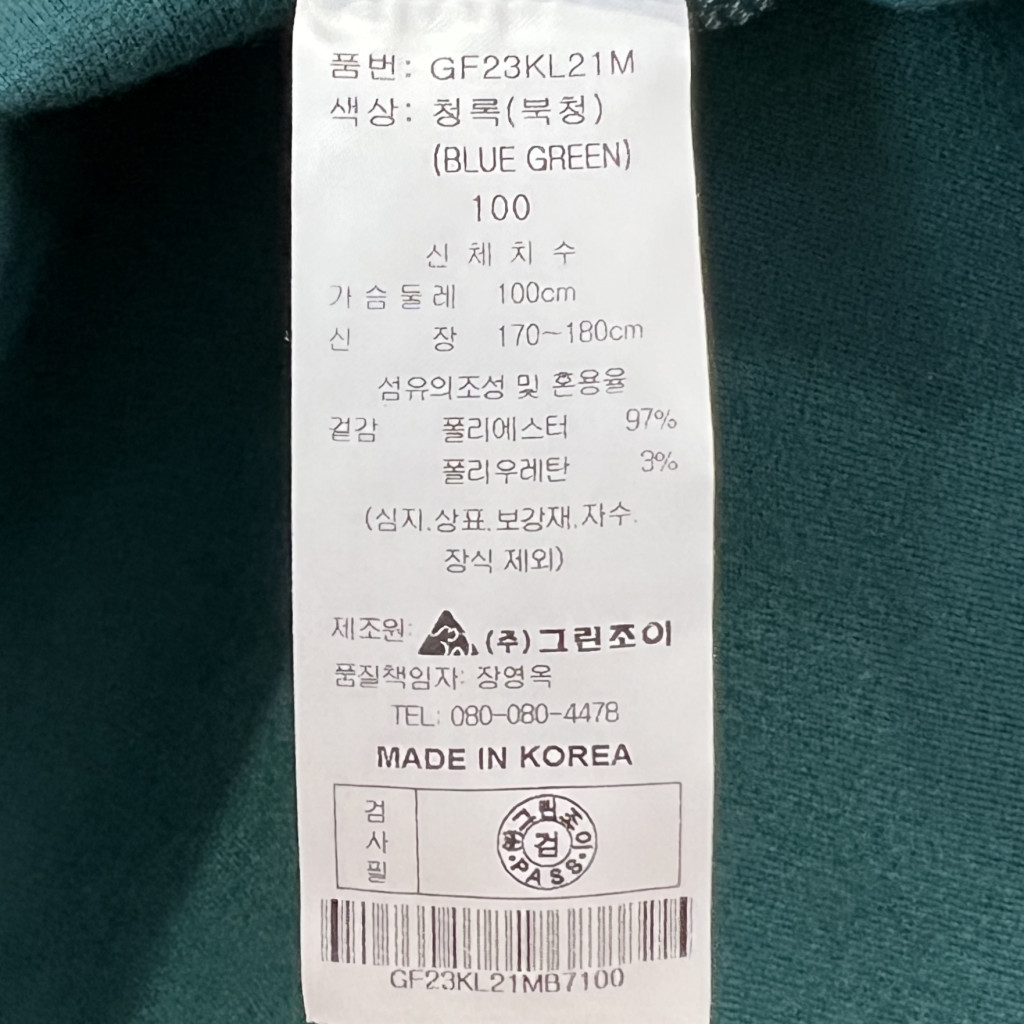 품번: GF23KL21M
색상: 청록(북청)
(BLUE GREEN)
100
신 체 치 수
가슴둘레 100cm
신 장 170~180cm
섬유의조성 및 혼용율
겉감 폴리에스터 97%
폴리우레탄 3%
(심지.상표.보강재.자수.
장식 제외)
제조원: (주)그린조이
품질책임자: 장영옥
TEL: 080-080-4478
MADE IN KOREA
검
사
필
그린조이
검
PASS
GF23KL21MB7100